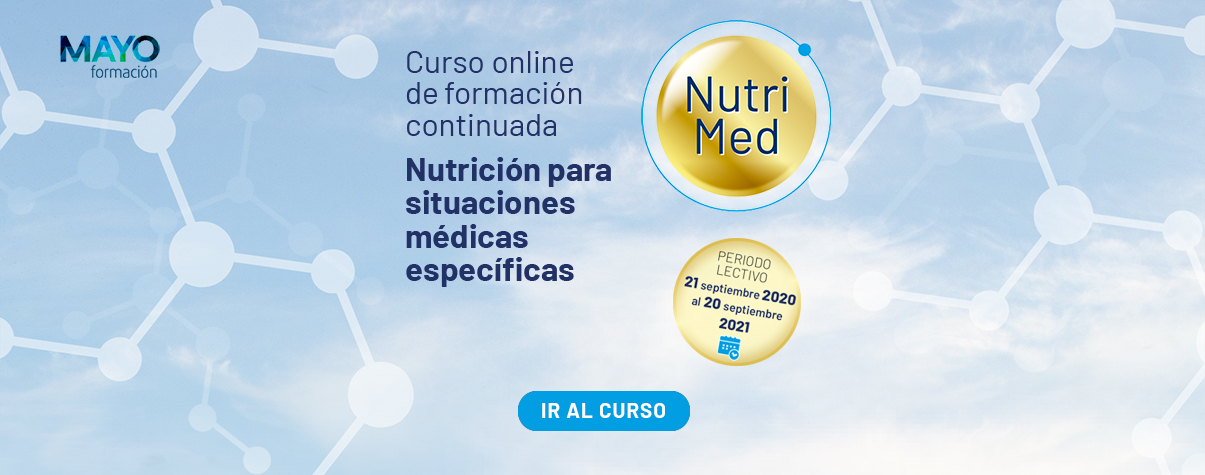 MAYO
formación
Curso online
de formación
continuada
Nutrición para
situaciones
médicas
específicas
Nutri
Med
PERIODO
LECTIVO
21 septiembre 2020
al 20 septiembre
2021
IR AL CURSO